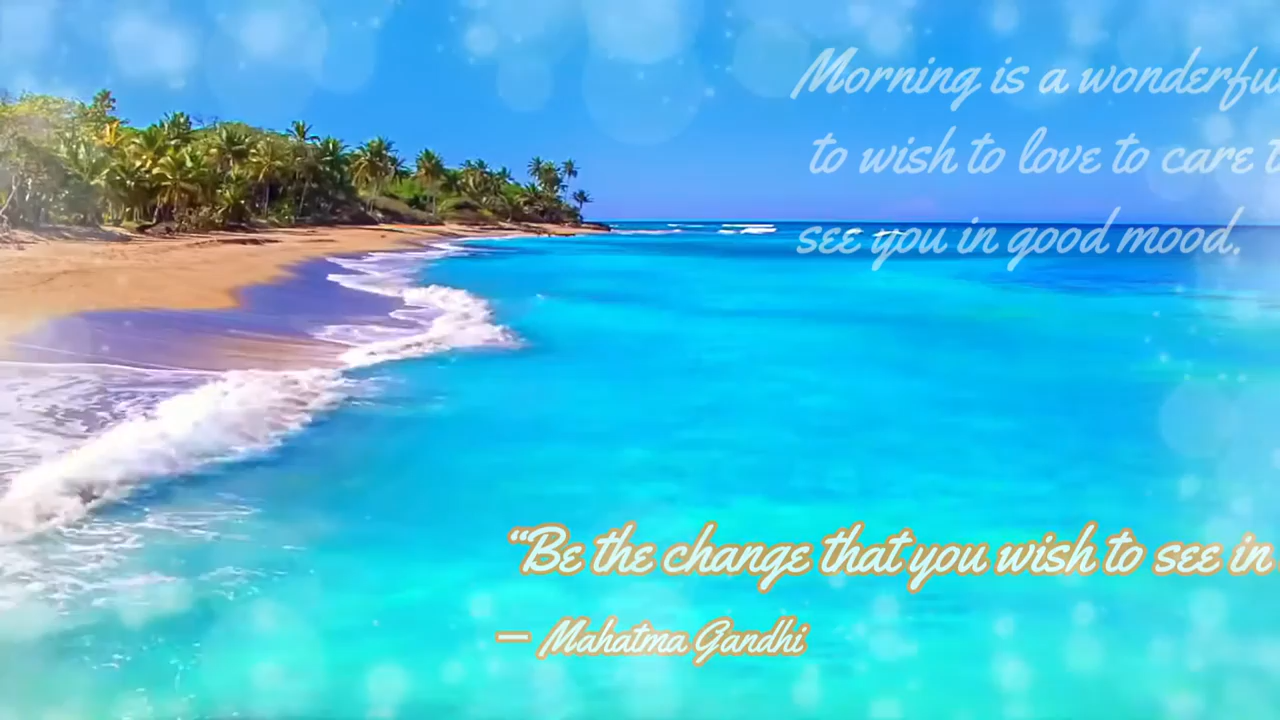 Morning is a wonderfu
to wish to love to care t
see you in good mood.
“Be the change that you wish to see in
— Mahatma Gandhi